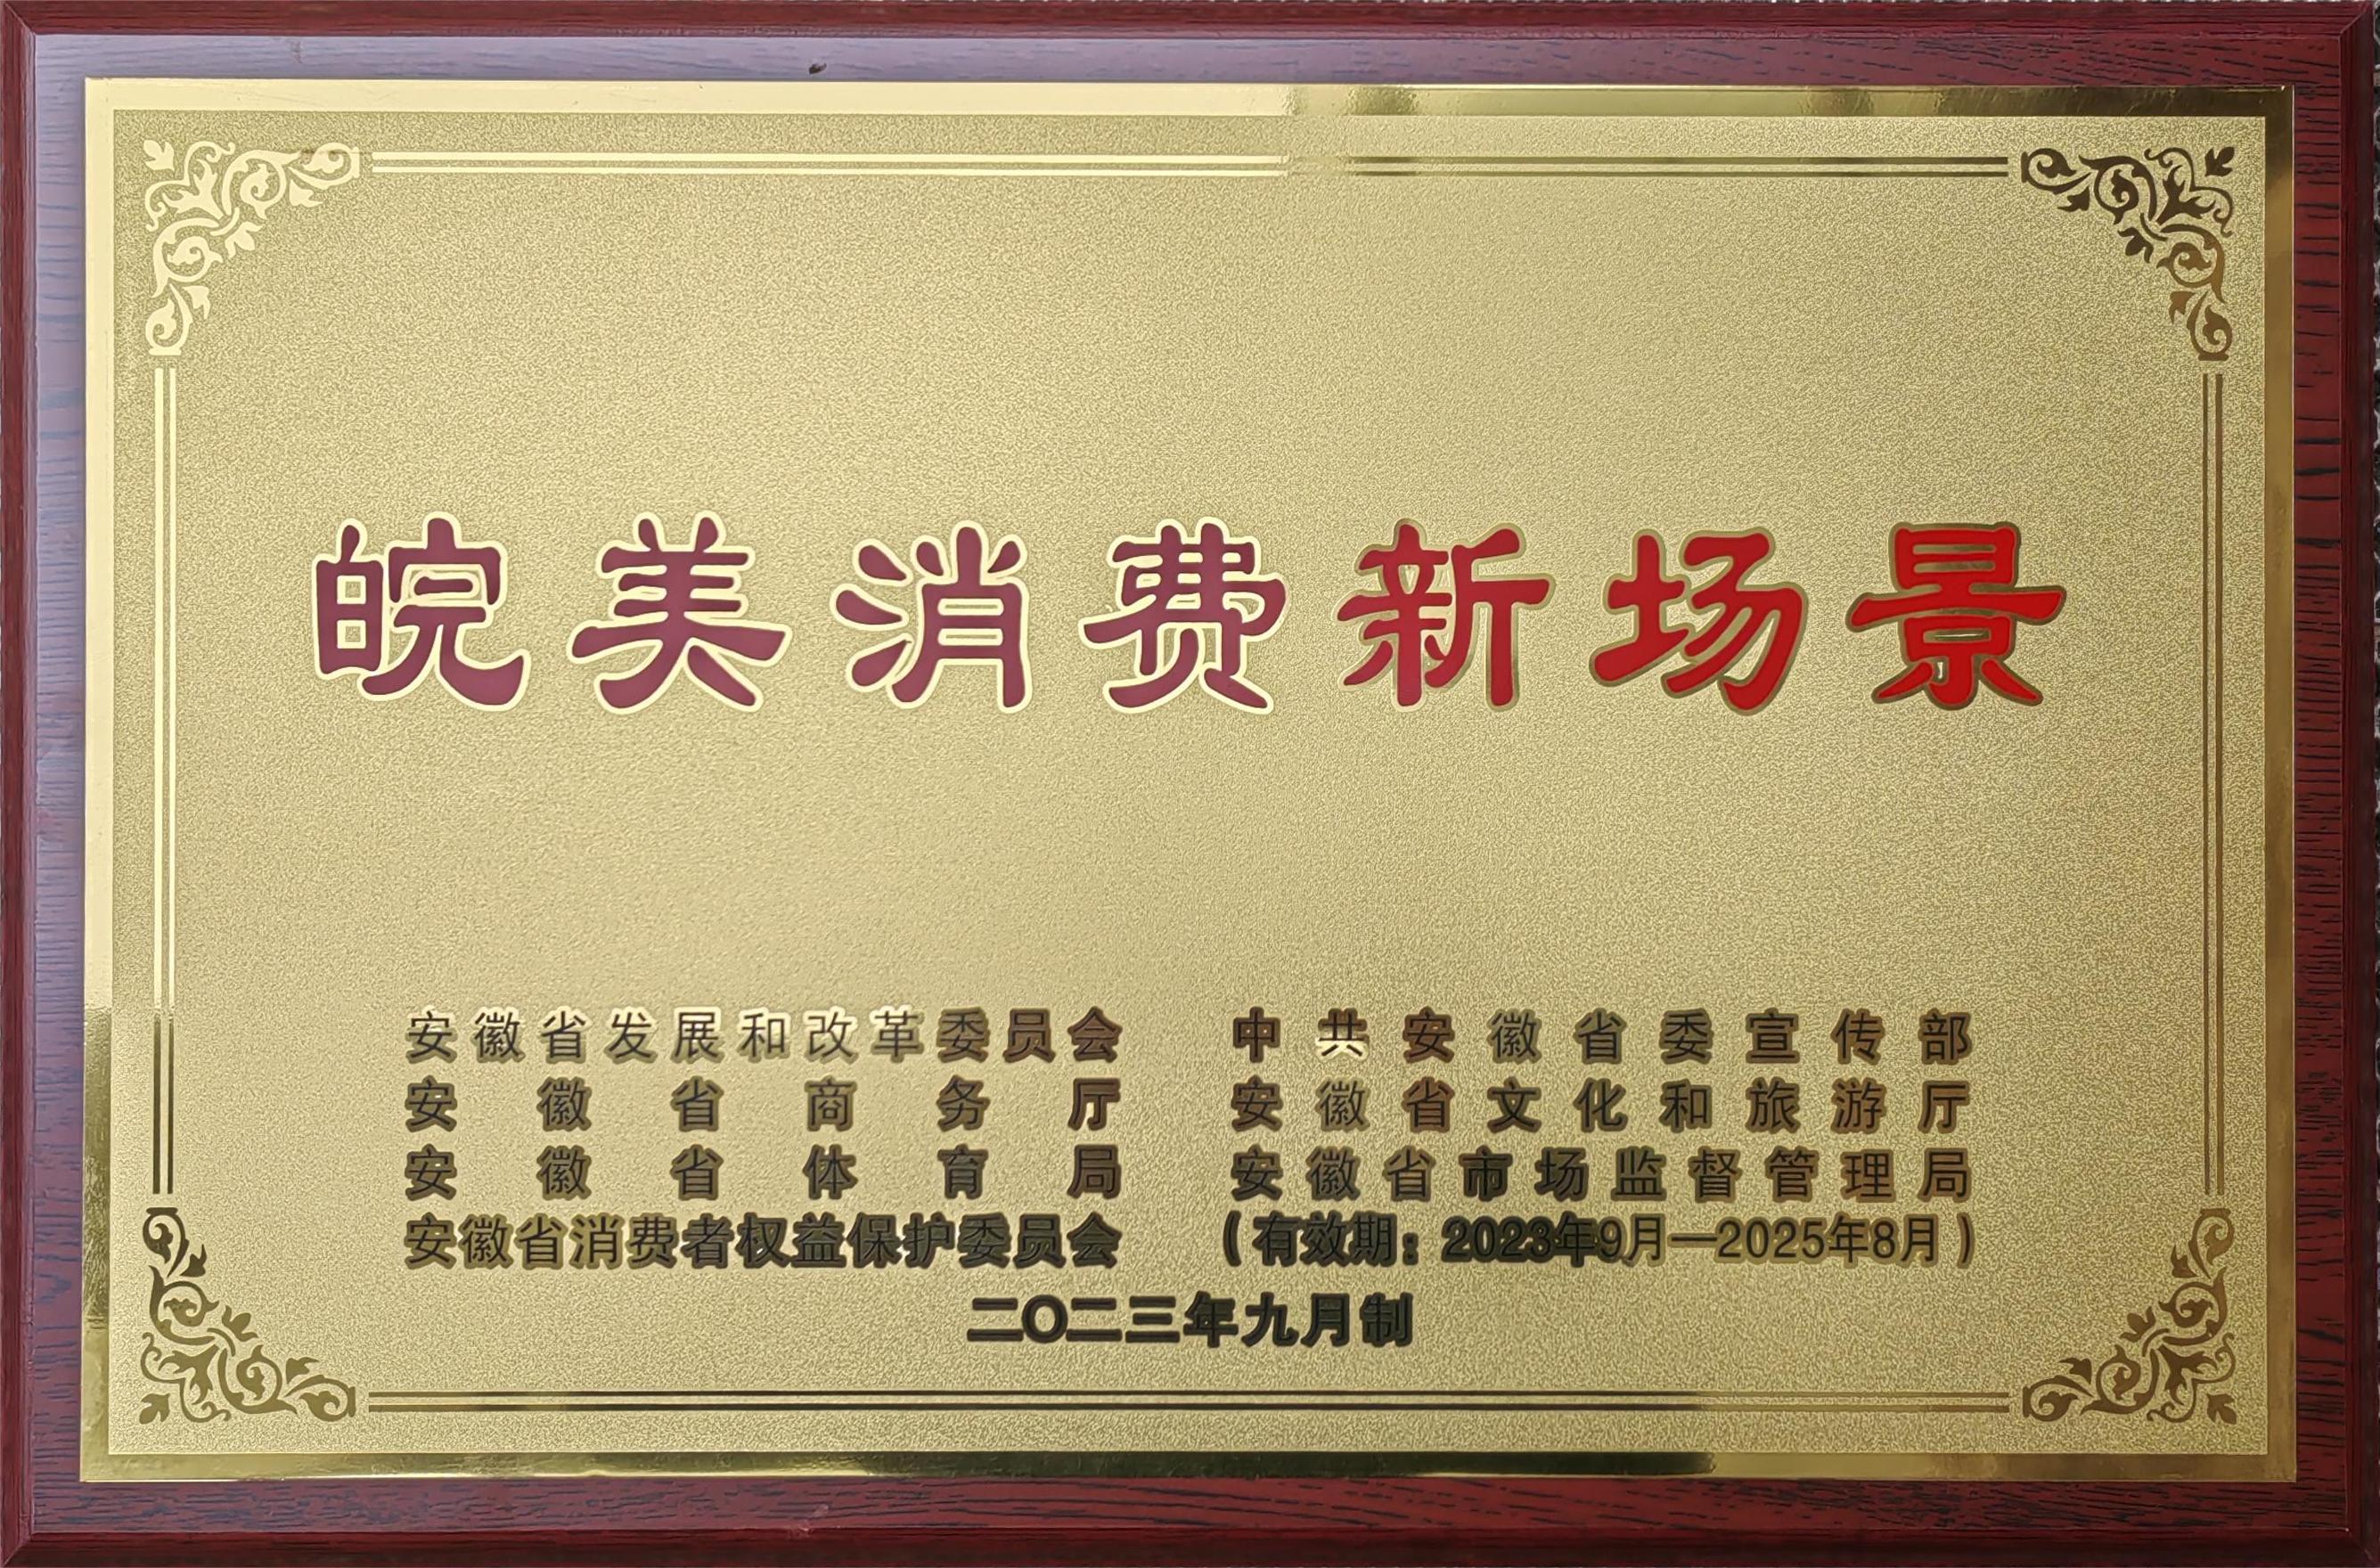 皖美消费新场景
安徽省发展和改革委员会 中共安徽省委宣传部
安徽省商务厅 安徽省文化和旅游厅
安徽省体育局 安徽省市场监督管理局
安徽省消费者权益保护委员会 (有效期：2023年9月—2025年8月)
二〇二三年九月制